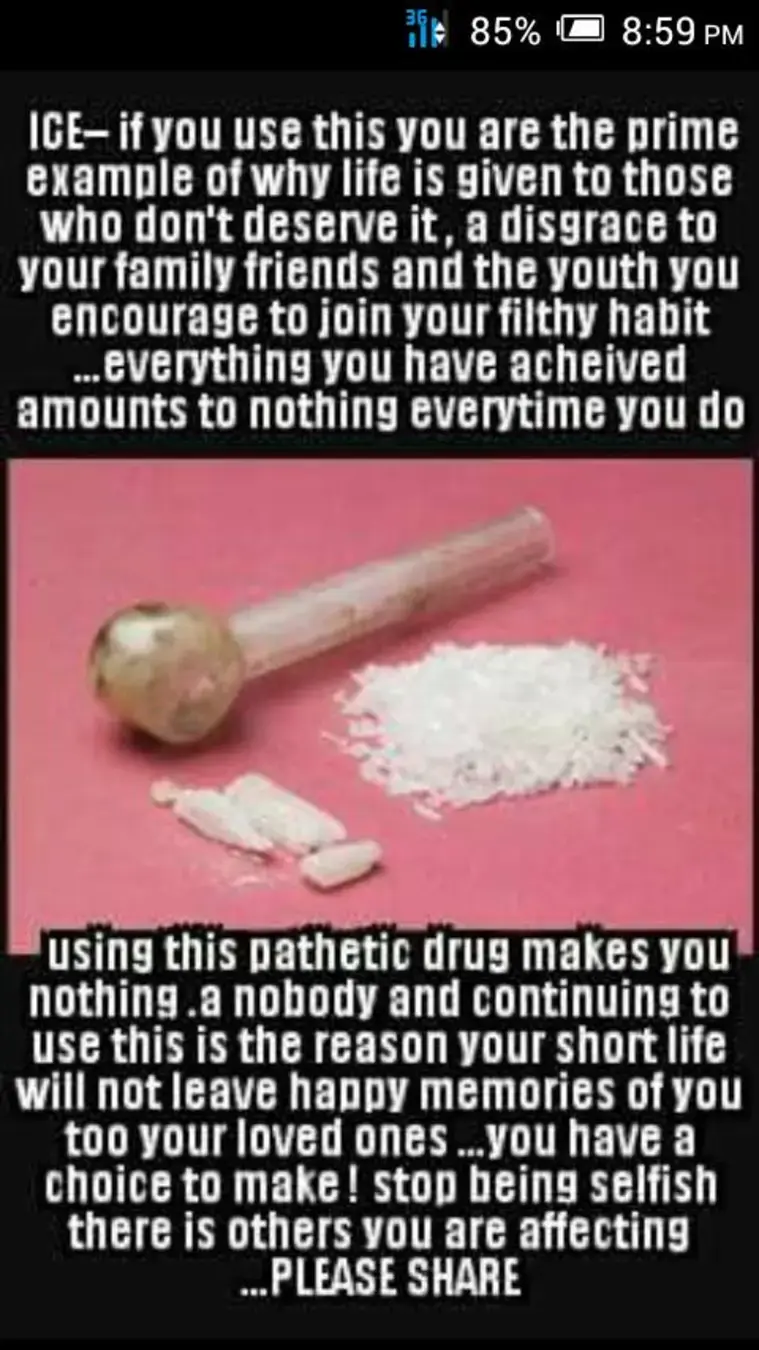 3G 85% 8:59 PM
ICE– if you use this you are the prime
example of why life is given to those
who don't deserve it, a disgrace to
your family friends and the youth you
encourage to join your filthy habit
...everything you have acheived
amounts to nothing everytime you do
using this pathetic drug makes you
nothing .a nobody and continuing to
use this is the reason your short life
will not leave happy memories of you
too your loved ones ...you have a
choice to make! stop being selfish
there is others you are affecting
...PLEASE SHARE